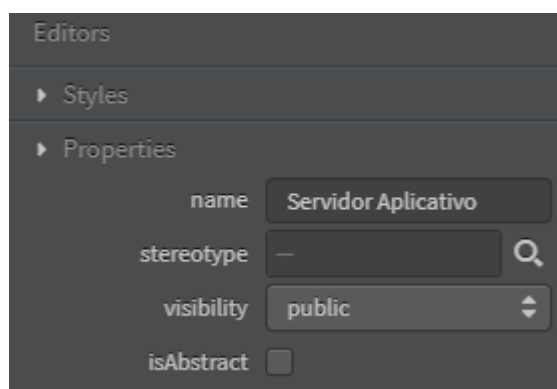 Editors
Styles
Properties
name Servidor Aplicativo
stereotype —
visibility public
isAbstract